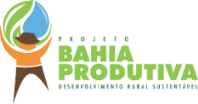 PROJETO
BAHIA
PRODUTIVA
DESENVOLVIMENTO RURAL SUSTENTÁVEL